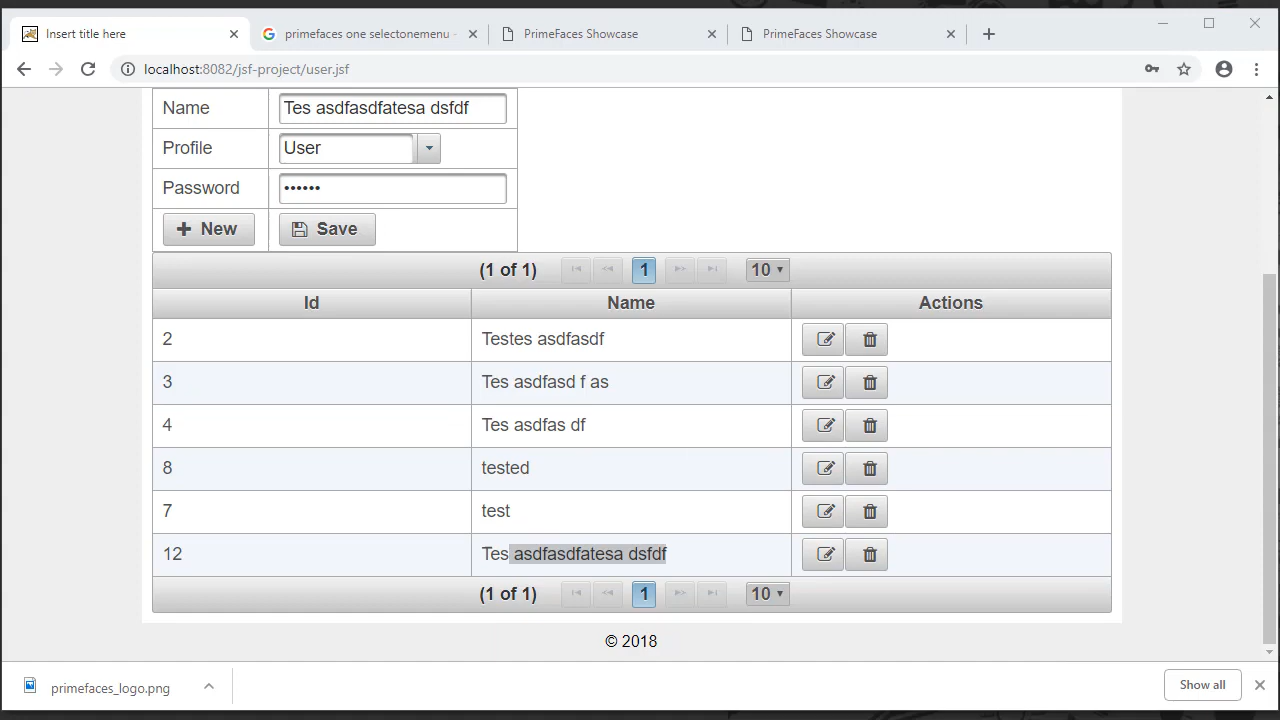 Insert title here
primefaces one selectonemenu -
PrimeFaces Showcase
PrimeFaces Showcase
localhost:8082/jsf-project/user.jsf
Name Tes asdfasdfatesa dsfdf
Profile User
Password ••••••
New Save
(1 of 1) 1 10
Id Name Actions
2 Testes asdfasdf
3 Tes asdfasd f as
4 Tes asdfas df
8 tested
7 test
12 Tes asdfasdfatesa dsfdf
(1 of 1) 1 10
© 2018
primefaces_logo.png Show all